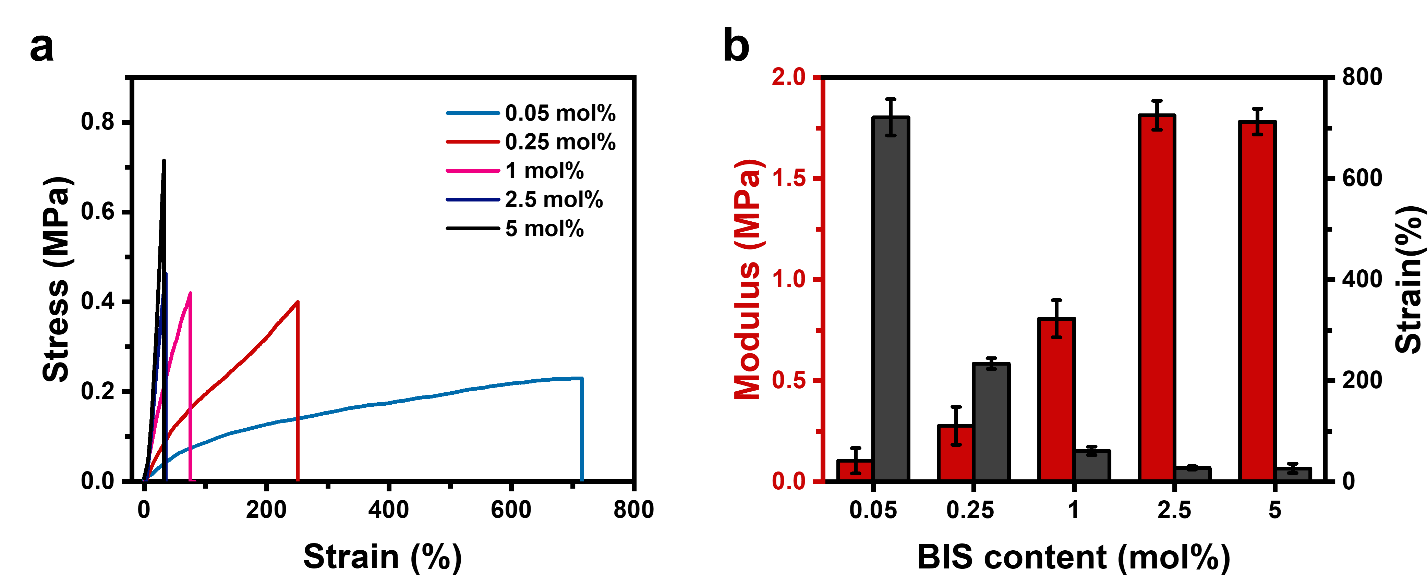 a
0.8
0.6
0.4
0.2
0.0
Stress (MPa)
0.05 mol%
0.25 mol%
1 mol%
2.5 mol%
5 mol%
0 200 400 600 800
Strain (%)
b
2.0
1.5
1.0
0.5
0.0
Modulus (MPa)
800
600
400
200
0
Strain(%)
0.05 0.25 1 2.5 5
BIS content (mol%)